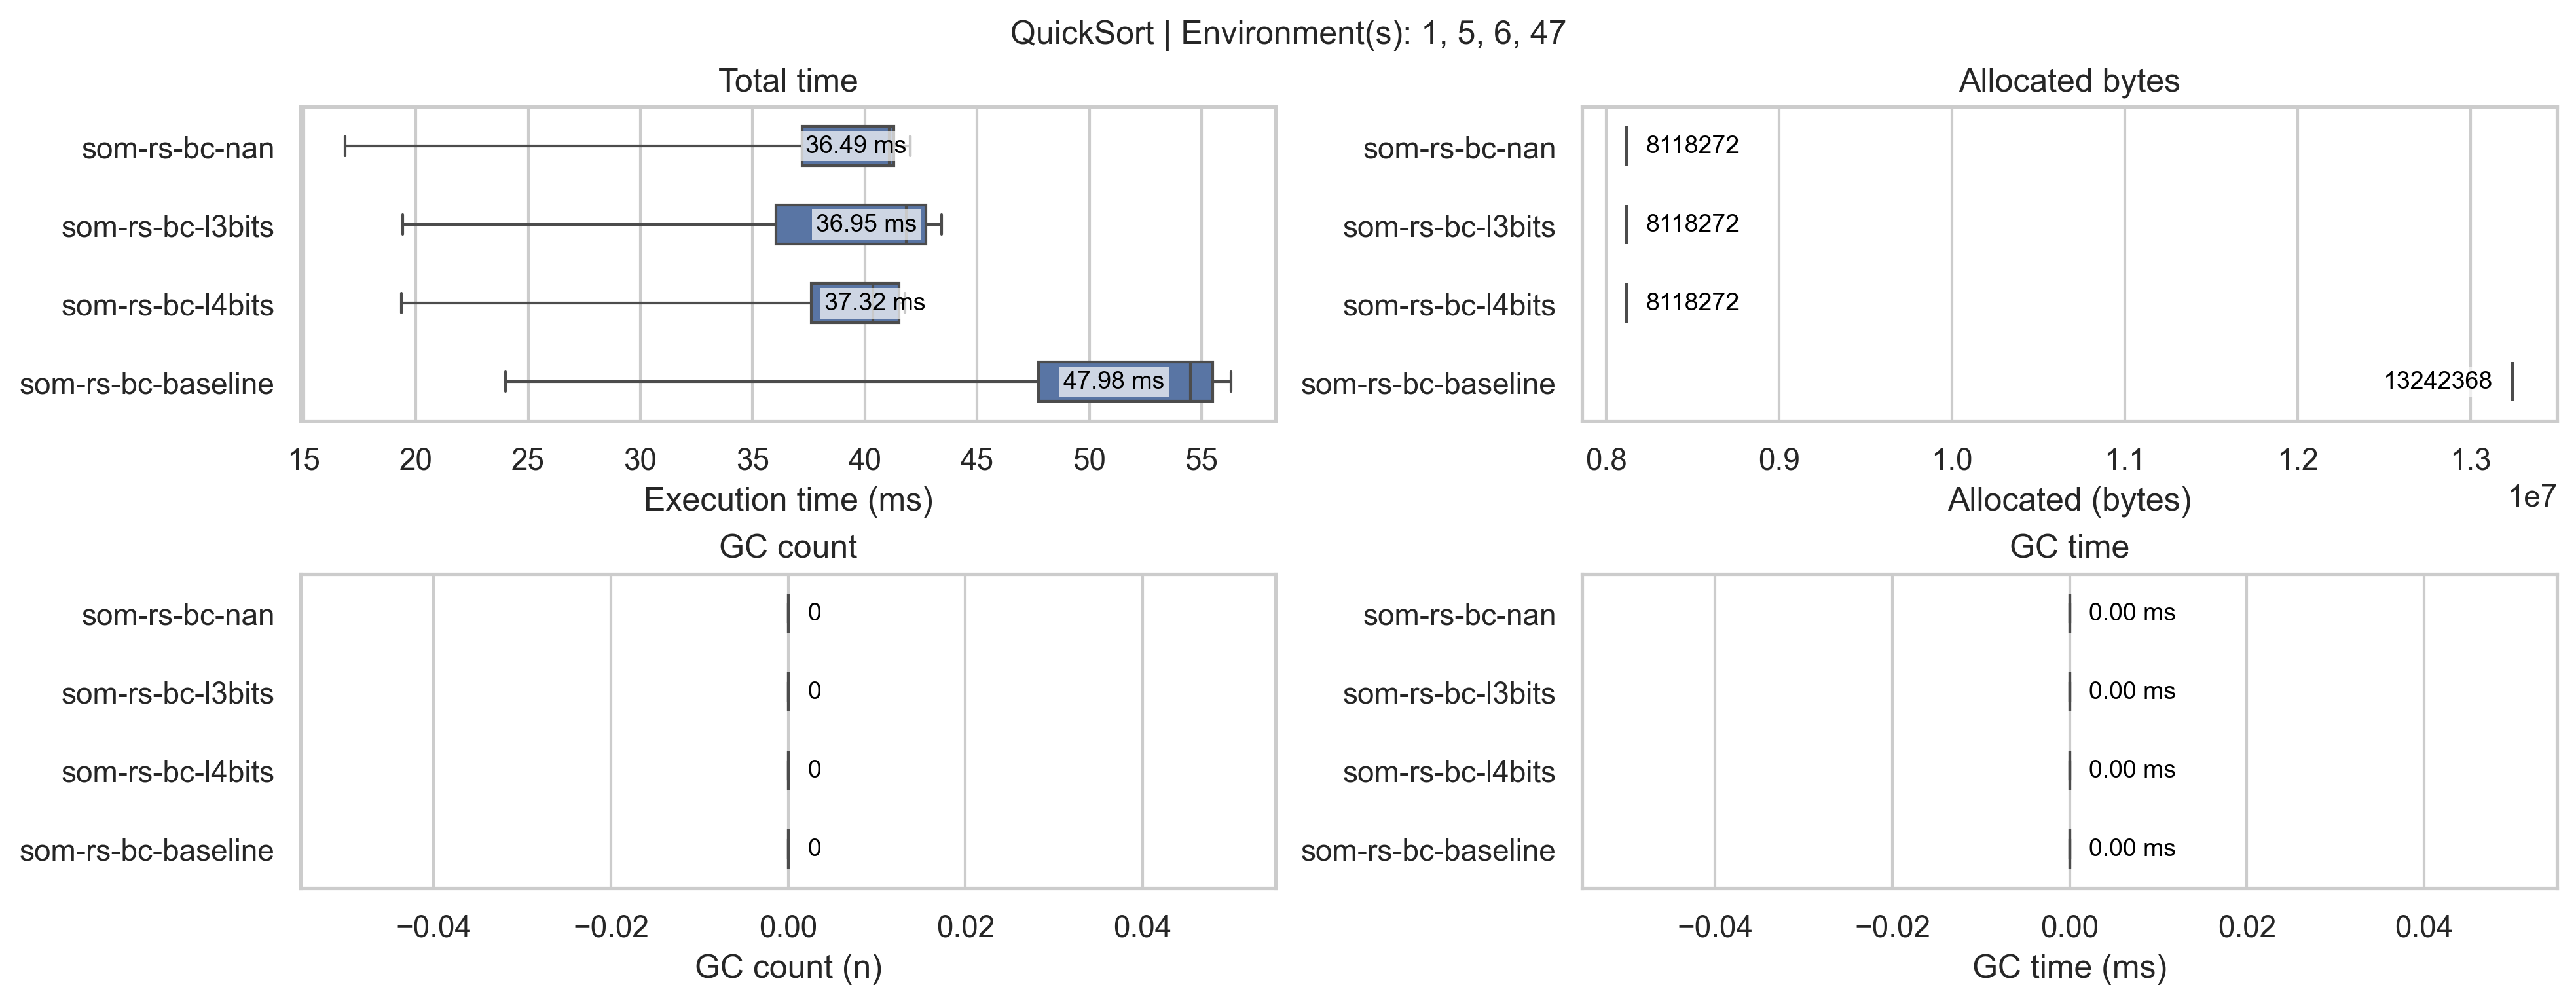 QuickSort | Environment(s): 1, 5, 6, 47
Total time
som-rs-bc-nan
36.49 ms
som-rs-bc-l3bits
36.95 ms
som-rs-bc-l4bits
37.32 ms
som-rs-bc-baseline
47.98 ms
15 20 25 30 35 40 45 50 55
Execution time (ms)
Allocated bytes
som-rs-bc-nan
8118272
som-rs-bc-l3bits
8118272
som-rs-bc-l4bits
8118272
som-rs-bc-baseline
13242368
0.8 0.9 1.0 1.1 1.2 1.3
1e7
Allocated (bytes)
GC count
som-rs-bc-nan
0
som-rs-bc-l3bits
0
som-rs-bc-l4bits
0
som-rs-bc-baseline
0
−0.04 −0.02 0.00 0.02 0.04
GC count (n)
GC time
som-rs-bc-nan
0.00 ms
som-rs-bc-l3bits
0.00 ms
som-rs-bc-l4bits
0.00 ms
som-rs-bc-baseline
0.00 ms
−0.04 −0.02 0.00 0.02 0.04
GC time (ms)